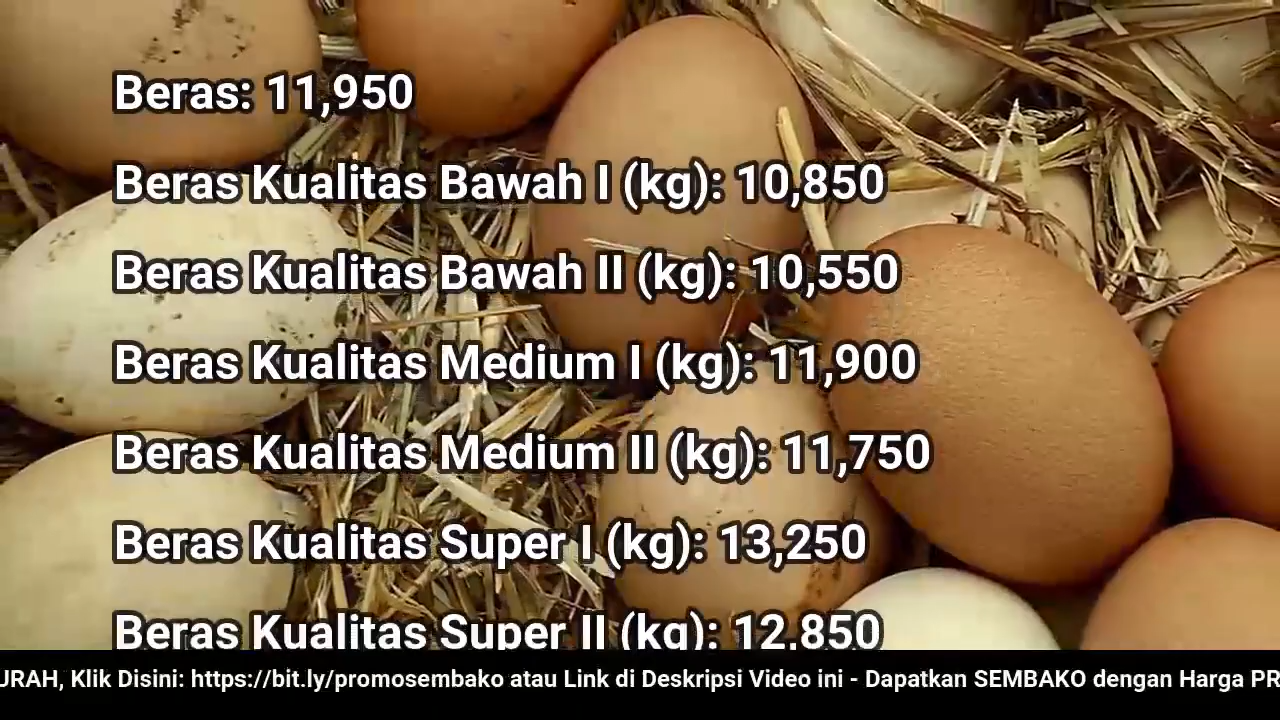 Beras: 11,950
Beras Kualitas Bawah I (kg): 10,850
Beras Kualitas Bawah II (kg): 10,550
Beras Kualitas Medium I (kg): 11,900
Beras Kualitas Medium II (kg): 11,750
Beras Kualitas Super I (kg): 13,250
Beras Kualitas Super II (kg): 12,850
URAH, Klik Disini: https://bit.ly/promosembako atau Link di Deskripsi Video ini - Dapatkan SEMBAKO dengan Harga PR